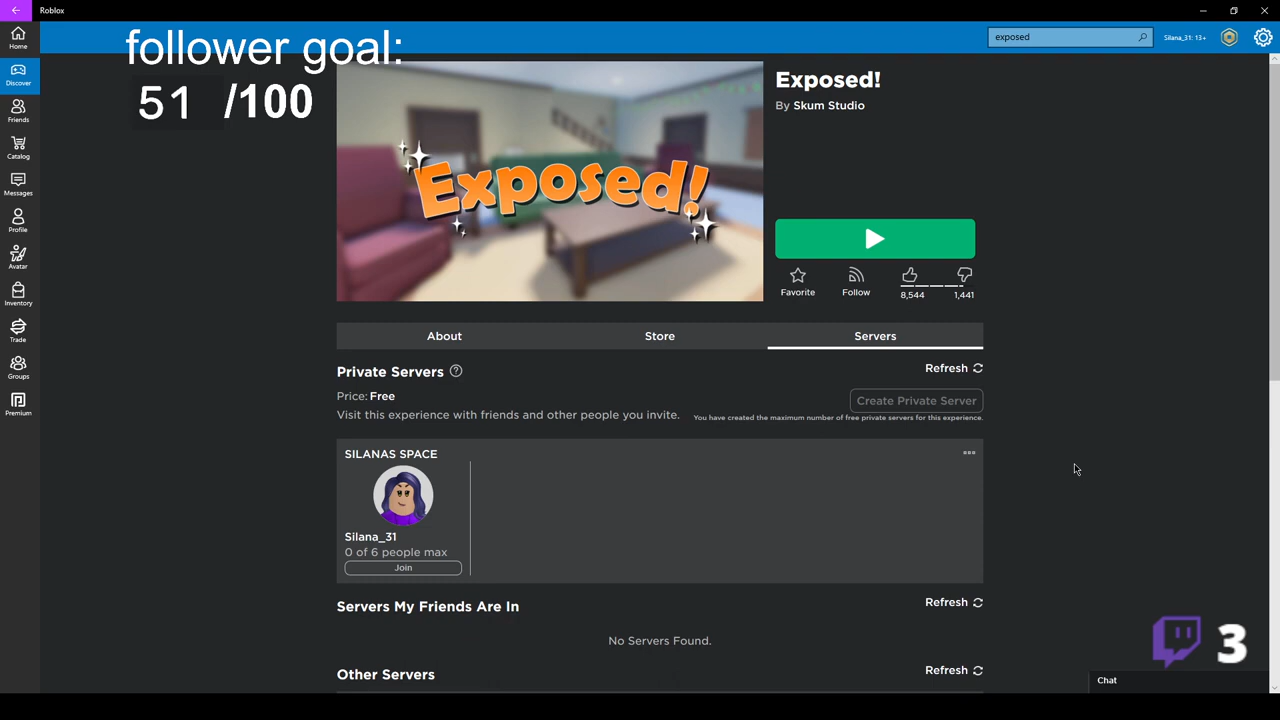 Roblox
follower goal:
51 /100
exposed
Silana_31: 13+
Home
Discover
Friends
Catalog
Messages
Profile
Avatar
Inventory
Trade
Groups
Premium
Exposed!
Exposed!
By Skum Studio
Favorite
Follow
8,544
1,441
About
Store
Servers
Private Servers
Refresh
Price: Free
Create Private Server
Visit this experience with friends and other people you invite.
You have created the maximum number of free private servers for this experience.
SILANAS SPACE
Silana_31
0 of 6 people max
Join
Servers My Friends Are In
Refresh
No Servers Found.
Other Servers
Refresh
3
Chat